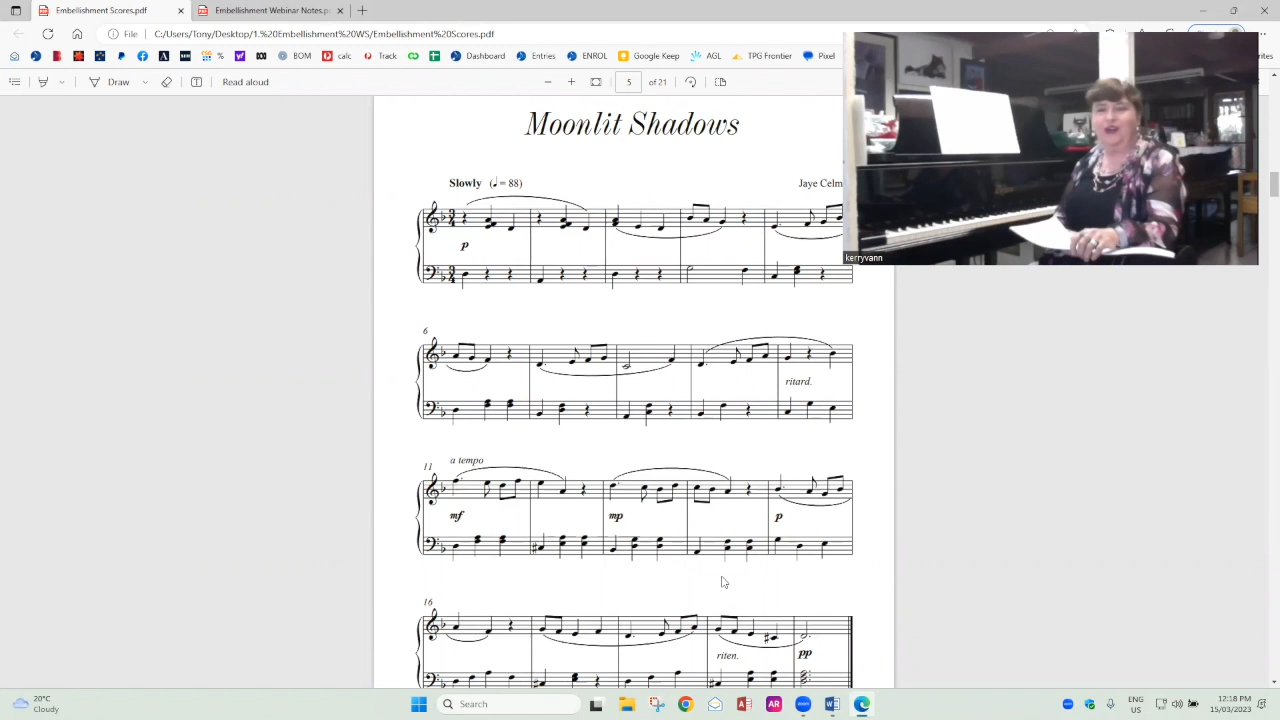 Embellishment Scores.pdf
Embellishment Webinar Notes.p
File
C:/Users/Tony/Desktop/1.%20Embellishment%20WS/Embellishment%20Scores.pdf
BOM
Track
Dashboard
Entries
ENROL
Google Keep
AGL
TPG Frontier
Pixel
orites
Draw
Read aloud
5
of 21
kerryvann
Moonlit Shadows
Slowly (♩= 88)
Jaye Celm
p
6
ritard.
11
a tempo
mf
mp
p
16
riten.
pp
20°C
Cloudy
Search
ENG
US
12:18 PM
15/03/2023